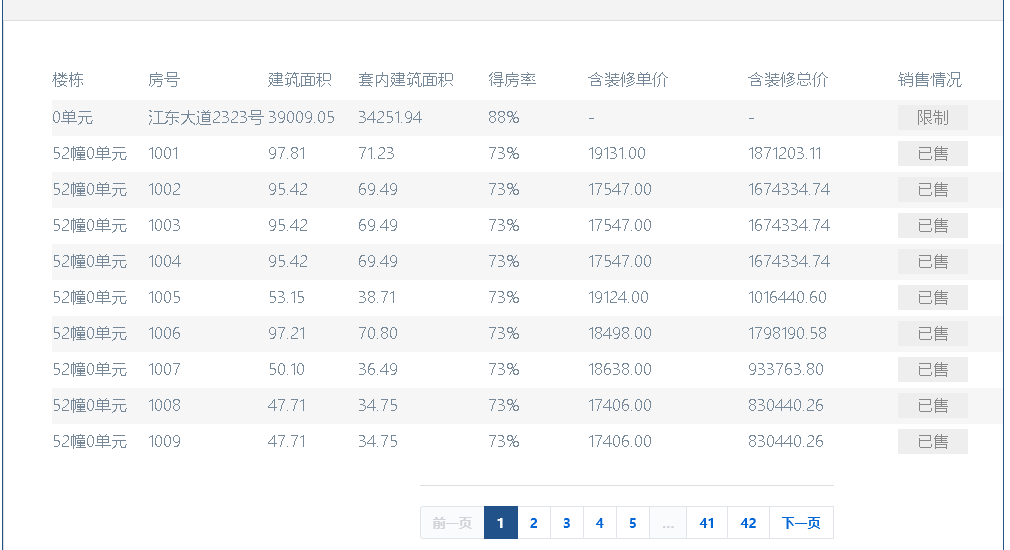 楼栋 房号 建筑面积 套内建筑面积 得房率 含装修单价 含装修总价 销售情况
0单元 江东大道2323号 39009.05 34251.94 88% - - 限制
52幢0单元 1001 97.81 71.23 73% 19131.00 1871203.11 已售
52幢0单元 1002 95.42 69.49 73% 17547.00 1674334.74 已售
52幢0单元 1003 95.42 69.49 73% 17547.00 1674334.74 已售
52幢0单元 1004 95.42 69.49 73% 17547.00 1674334.74 已售
52幢0单元 1005 53.15 38.71 73% 19124.00 1016440.60 已售
52幢0单元 1006 97.21 70.80 73% 18498.00 1798190.58 已售
52幢0单元 1007 50.10 36.49 73% 18638.00 933763.80 已售
52幢0单元 1008 47.71 34.75 73% 17406.00 830440.26 已售
52幢0单元 1009 47.71 34.75 73% 17406.00 830440.26 已售
前一页 1 2 3 4 5 ... 41 42 下一页